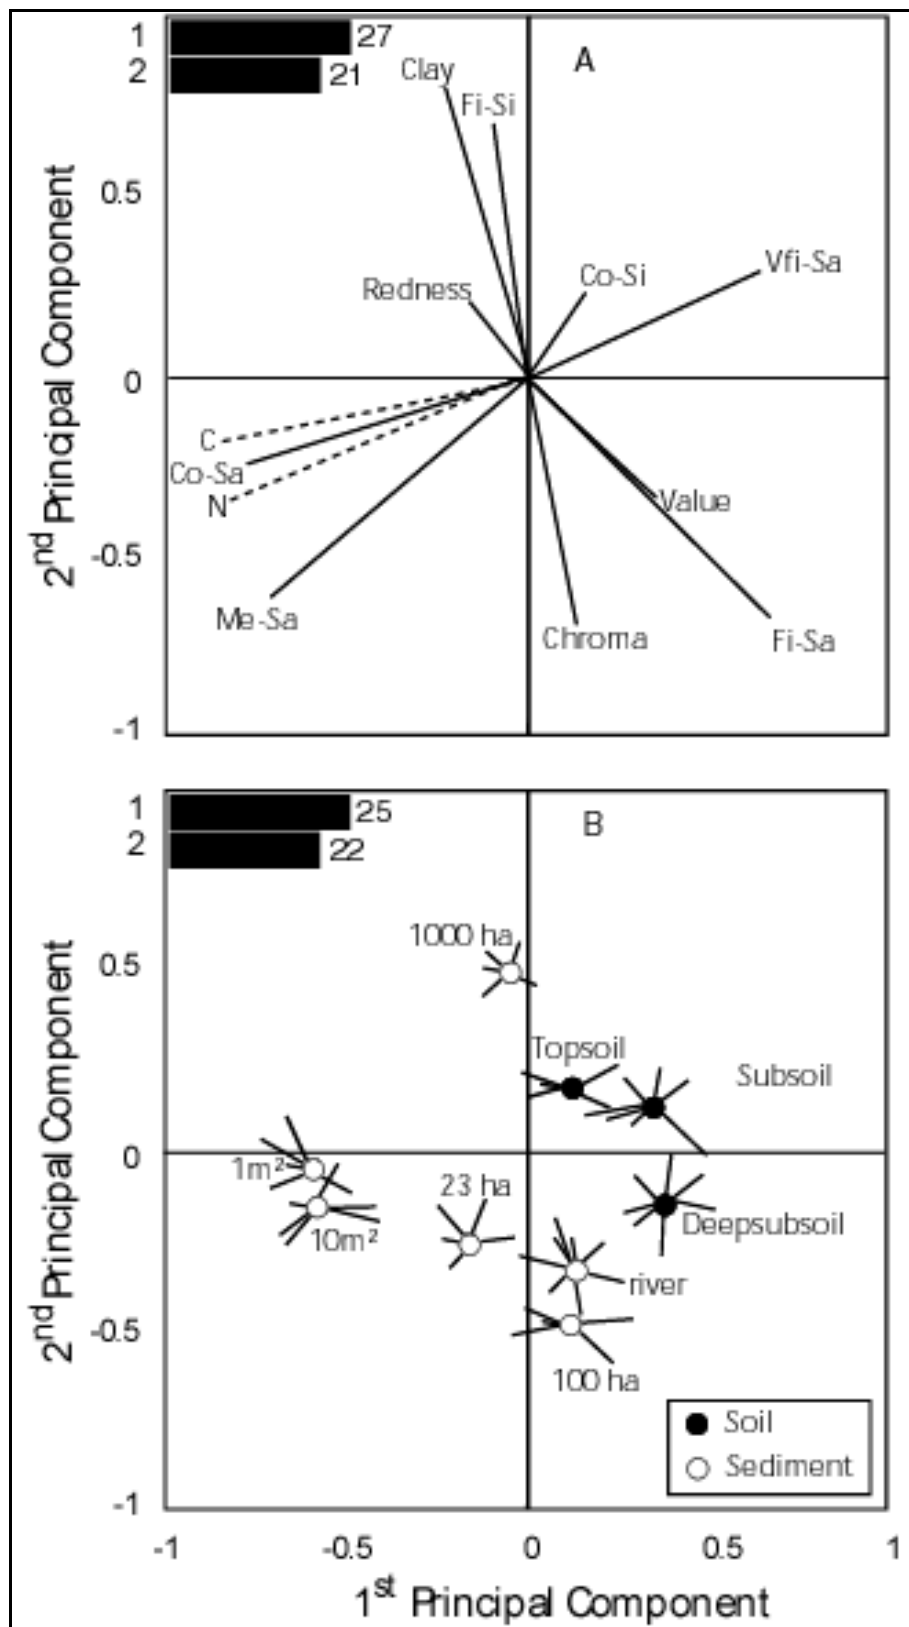 1
27
A
2
21
Clay
Fi-Si
0.5
Vfi-Sa
Co-Si
Redness
0
C
Co-Sa
N
Value
-0.5
Me-Sa
Chroma
Fi-Sa
-1
2nd Principal Component
1
25
B
2
22
1000 ha
0.5
Topsoil
Subsoil
0
1m²
23 ha
Deepsubsoil
10m²
river
-0.5
100 ha
Soil
Sediment
-1
2nd Principal Component
-1
-0.5
0
0.5
1
1st Principal Component